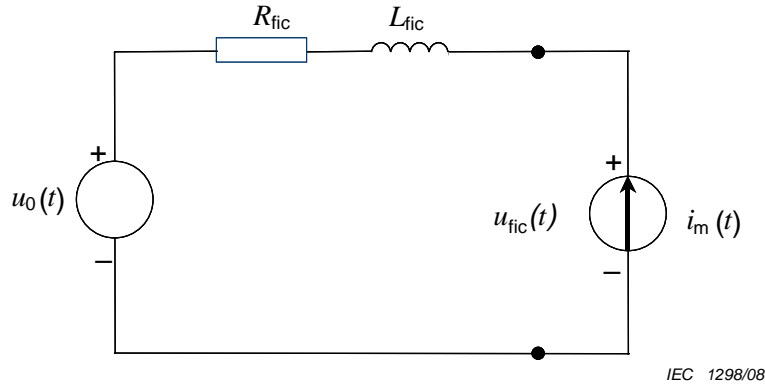 R_fic L_fic
+ +
u_0(t) u_fic(t) i_m(t)
− −
IEC 1298/08